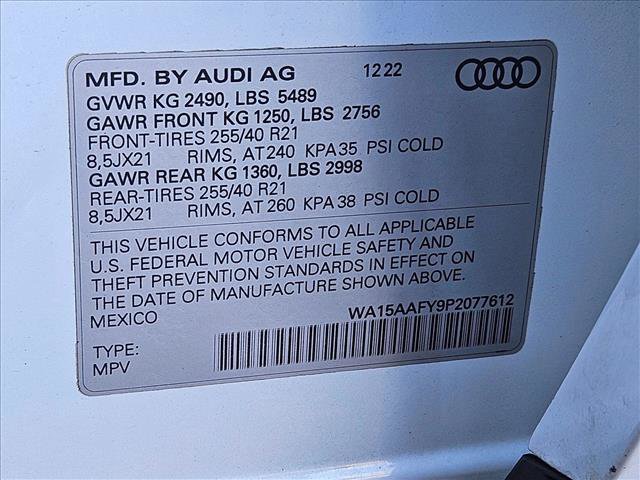 MFD. BY AUDI AG 12 22
GVWR KG 2490, LBS 5489
GAWR FRONT KG 1250, LBS 2756
FRONT-TIRES 255/40 R21
8,5JX21 RIMS, AT 240 KPA 35 PSI COLD
GAWR REAR KG 1360, LBS 2998
REAR-TIRES 255/40 R21
8,5JX21 RIMS, AT 260 KPA 38 PSI COLD
THIS VEHICLE CONFORMS TO ALL APPLICABLE
U.S. FEDERAL MOTOR VEHICLE SAFETY AND
THEFT PREVENTION STANDARDS IN EFFECT ON
THE DATE OF MANUFACTURE SHOWN ABOVE.
MEXICO
WA15AAFY9P2077612
TYPE:
MPV